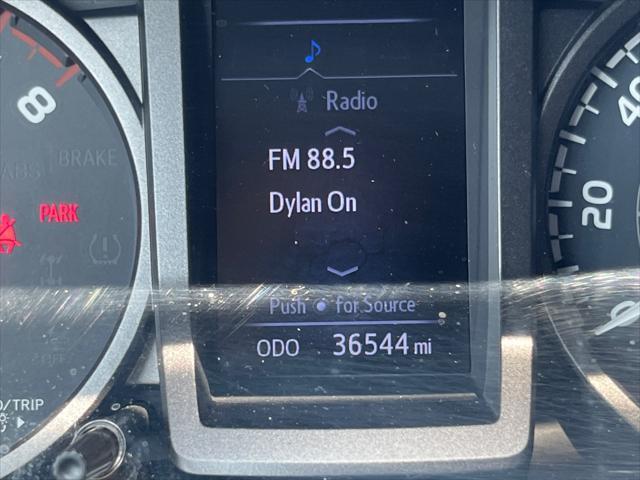 Radio
FM 88.5
Dylan On
Push for Source
ODO 36544 mi
8
ABS
BRAKE
PARK
/TRIP
40
20
0